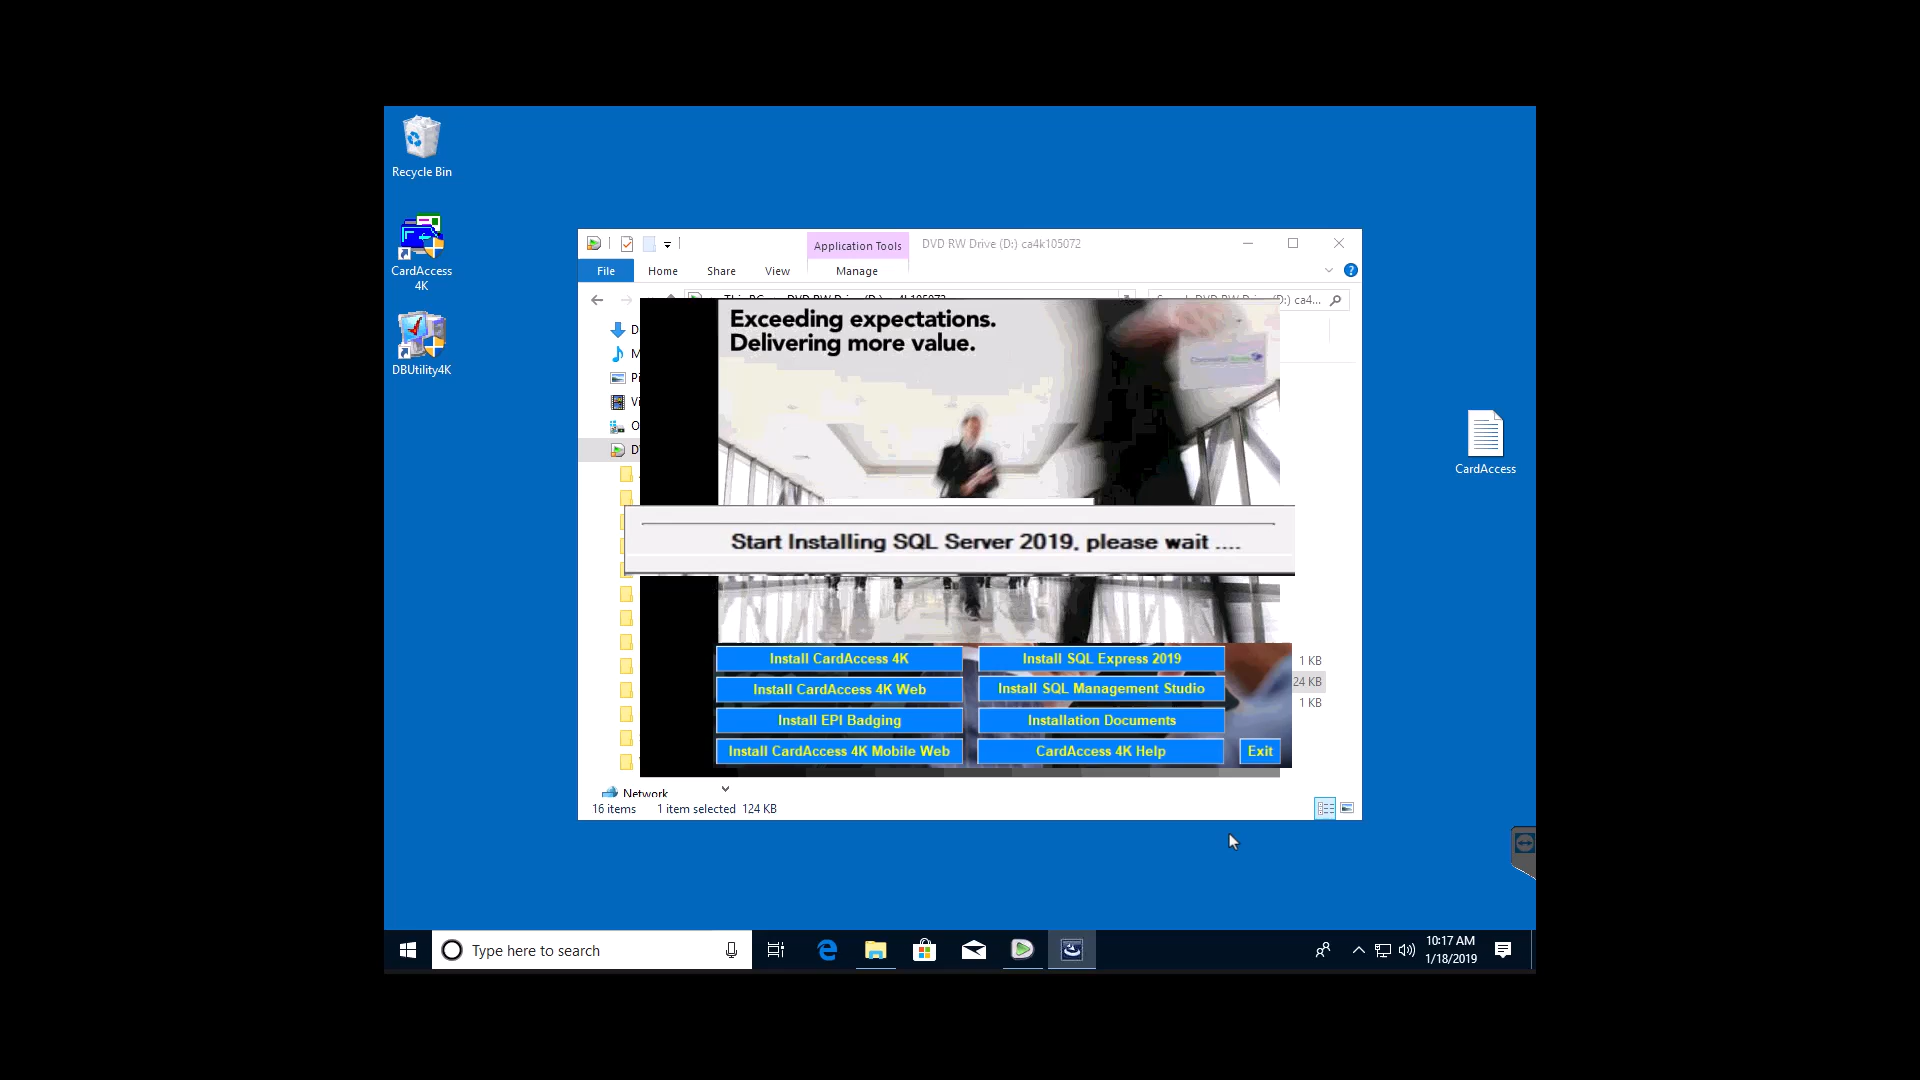 Recycle Bin
CardAccess
4K
DBUtility4K
CardAccess
Application Tools
DVD RW Drive (D:) ca4k105072
File
Home
Share
View
Manage
Exceeding expectations.
Delivering more value.
Start Installing SQL Server 2019, please wait ....
Install CardAccess 4K
Install SQL Express 2019
Install CardAccess 4K Web
Install SQL Management Studio
Install EPI Badging
Installation Documents
Install CardAccess 4K Mobile Web
CardAccess 4K Help
Exit
1 KB
24 KB
1 KB
Network
16 items
1 item selected 124 KB
Type here to search
10:17 AM
1/18/2019